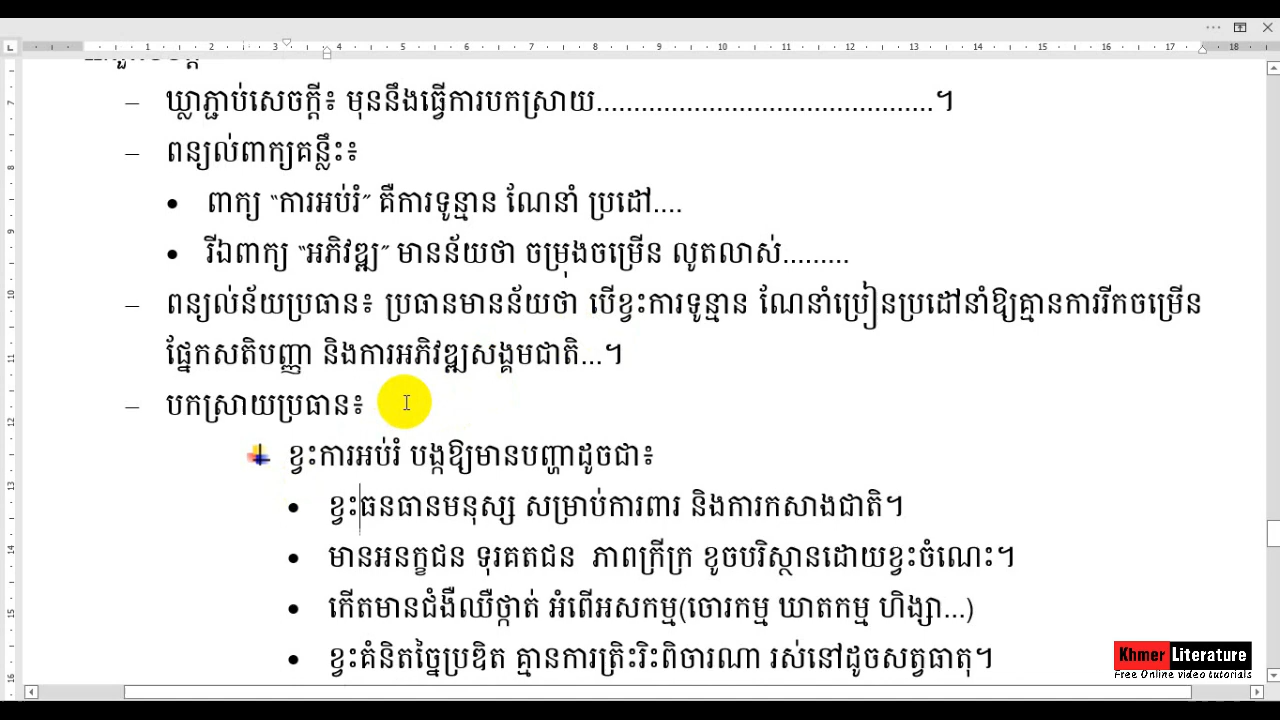 – ឃ្លាភ្ជាប់សេចក្តី៖ មុននឹងធ្វើការបកស្រាយ.............................................។
– ពន្យល់ពាក្យគន្លឹះ៖
• ពាក្យ “ការអប់រំ” គឺការទូន្មាន ណែនាំ ប្រដៅ....
• រីឯពាក្យ “អភិវឌ្ឍ” មានន័យថា ចម្រុងចម្រើន លូតលាស់.........
– ពន្យល់ន័យប្រធាន៖ ប្រធានមានន័យថា បើខ្វះការទូន្មាន ណែនាំប្រៀនប្រដៅនាំឱ្យគ្មានការរីកចម្រើន
ផ្នែកសតិបញ្ញា និងការអភិវឌ្ឍសង្គមជាតិ...។
– បកស្រាយប្រធាន៖
ខ្វះការអប់រំ បង្កឱ្យមានបញ្ហាដូចជា៖
• ខ្វះធនធានមនុស្ស សម្រាប់ការពារ និងការកសាងជាតិ។
• មានអនក្ខជន ទុរគតជន ភាពក្រីក្រ ខូចបរិស្ថានដោយខ្វះចំណេះ។
• កើតមានជំងឺឈឺថ្កាត់ អំពើអសកម្ម(ចោរកម្ម ឃាតកម្ម ហិង្សា...)
• ខ្វះគំនិតច្នៃប្រឌិត គ្មានការត្រិះរិះពិចារណា រស់នៅដូចសត្វធាតុ។
Khmer Literature
Free Online video tutorials